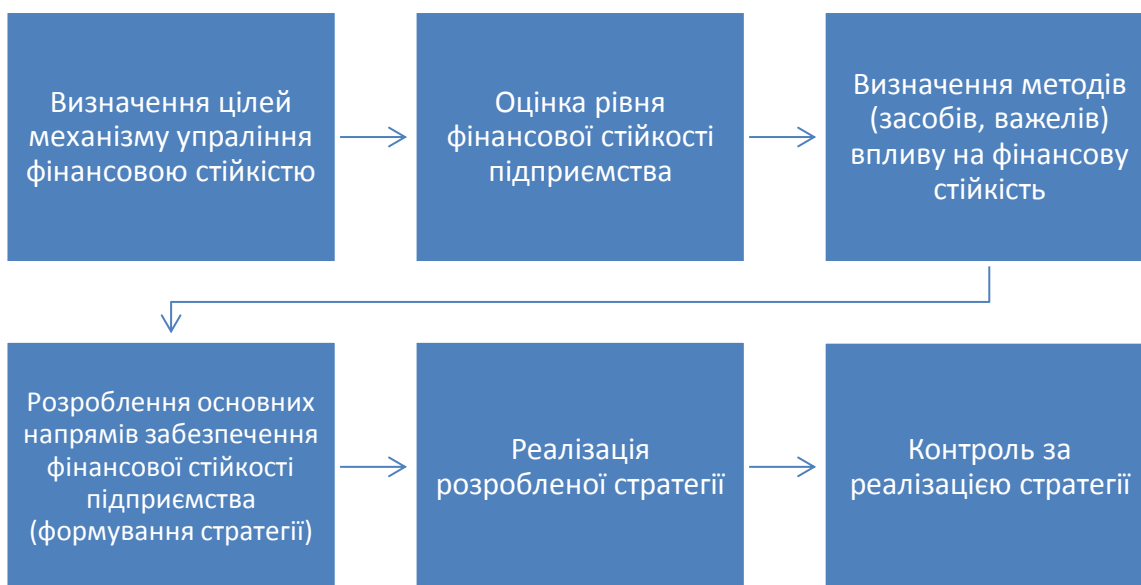 Визначення цілей
механізму упраління
фінансовою стійкістю
Оцінка рівня
фінансової стійкості
підприємства
Визначення методів
(засобів, важелів)
впливу на фінансову
стійкість
Розроблення основних
напрямів забезпечення
фінансової стійкості
підприємства
(формування стратегії)
Реалізація
розробленої стратегії
Контроль за
реалізацією стратегії